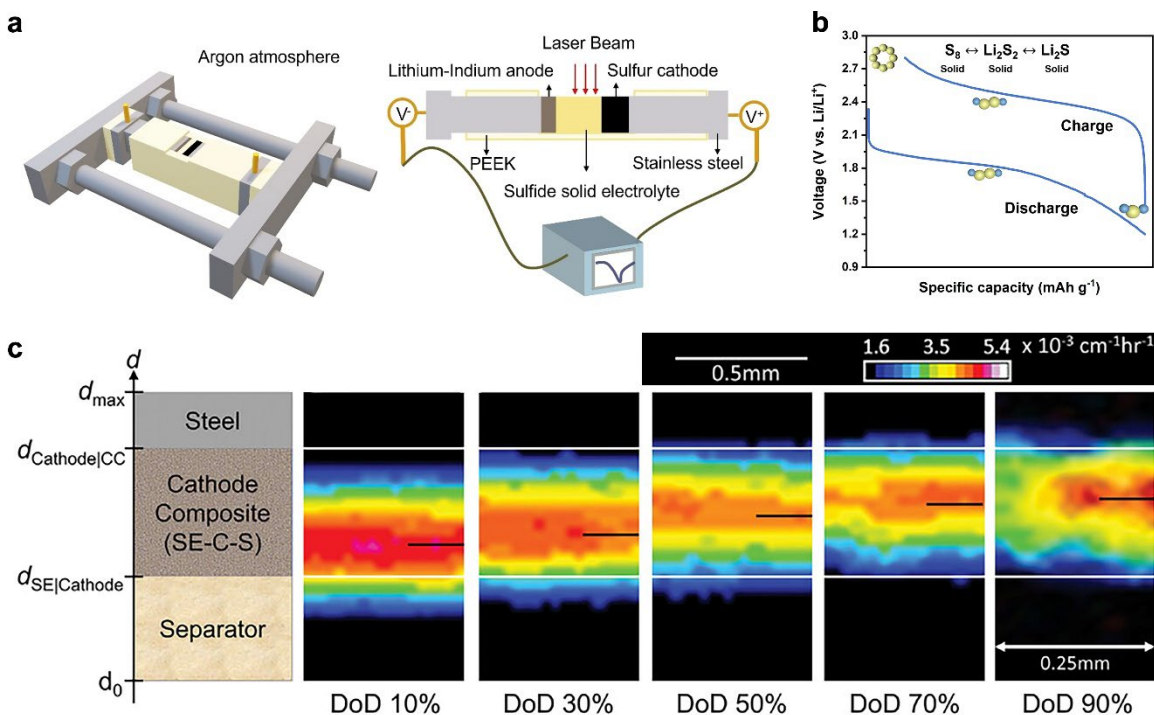 a
Argon atmosphere
Laser Beam
Lithium-Indium anode
Sulfur cathode
V-
V+
PEEK
Stainless steel
Sulfide solid electrolyte
b
3.0
2.7
2.4
2.1
1.8
1.5
1.2
0.9
Voltage (V vs. Li/Li⁺)
S₈ ↔ Li₂S₂ ↔ Li₂S
Solid Solid Solid
Charge
Discharge
Specific capacity (mAh g⁻¹)
c
0.5mm
1.6 3.5 5.4 x 10⁻³ cm⁻¹hr⁻¹
d
d_max
Steel
d_Cathode|CC
Cathode
Composite
(SE-C-S)
d_SE|Cathode
Separator
d₀
0.25mm
DoD 10% DoD 30% DoD 50% DoD 70% DoD 90%